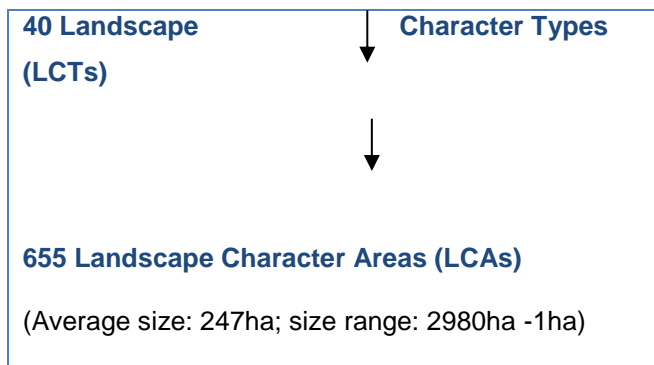 40 Landscape Character Types
(LCTs)
655 Landscape Character Areas (LCAs)
(Average size: 247ha; size range: 2980ha -1ha)